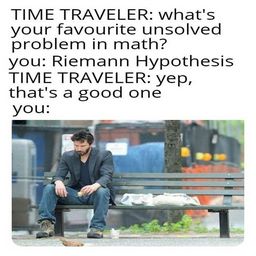 TIME TRAVELER: what's
your favourite unsolved
problem in math?
you: Riemann Hypothesis
TIME TRAVELER: yep,
that's a good one
you: